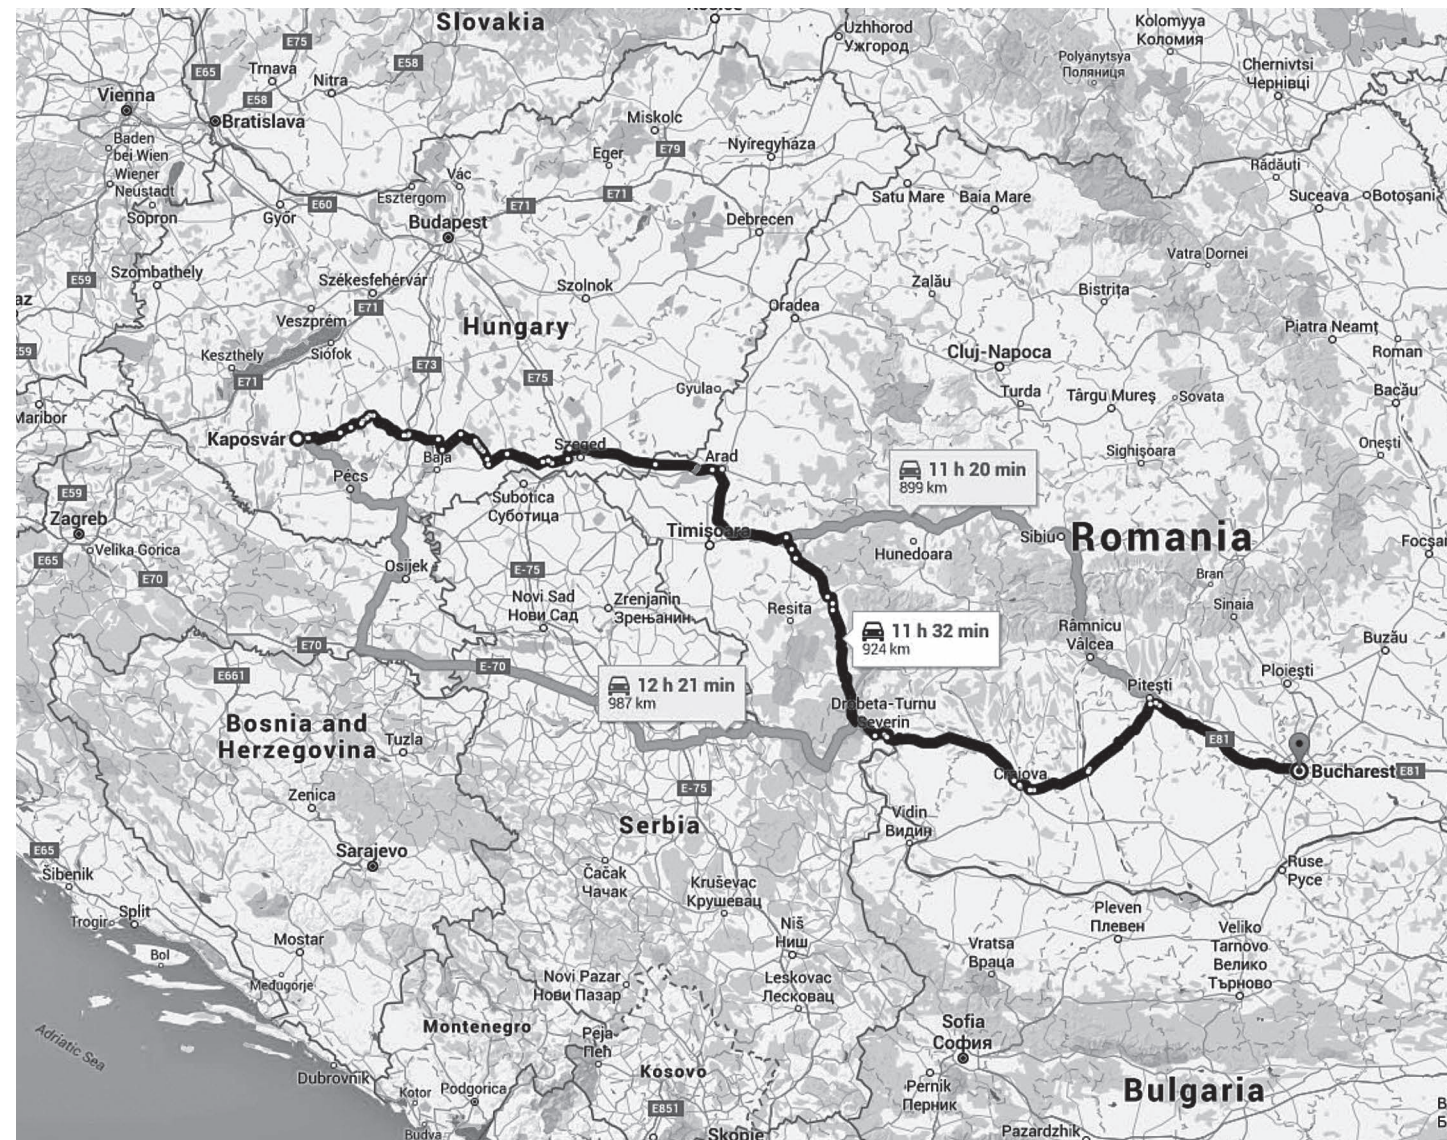 Slovakia
Uzhhorod
Ужгород
Kolomyya
Коломия
E75
E65
Trnava
E58
Nitra
E58
Polyanytsya
Поляниця
Chernivtsi
Чернівці
Vienna
Bratislava
Baden
bei Wien
Wiener
Neustadt
Sopron
Miskolc
Eger
E79
Nyíregyháza
Rădăuți
Vác
Esztergom
Győr
E60
E71
E71
Satu Mare
Baia Mare
Suceava
Botoșani
Budapest
Debrecen
Vatra Dornei
E59
Szombathely
Székesfehérvár
E71
Szolnok
Zalău
Bistrița
az
Veszprém
Oradea
Hungary
Piatra Neamț
E59
Keszthely
Siófok
E71
E73
E75
Cluj-Napoca
Roman
Gyula
Turda
Târgu Mureș
Sovata
Bacău
Maribor
Kaposvár
Baja
Szeged
Arad
Sighișoara
Onești
Pécs
11 h 20 min
899 km
E59
Zagreb
Subotica
Суботица
Timișoara
Hunedoara
Sibiu
Romania
Focșan
E65
Velika Gorica
E70
Osijek
E-75
Bran
Novi Sad
Нови Сад
Zrenjanin
Зрењанин
Reșița
Sinaia
11 h 32 min
924 km
Râmnicu
Vâlcea
Buzău
E70
E661
E-70
12 h 21 min
987 km
Pitești
Ploiești
Bosnia and
Herzegovina
Tuzla
Drobeta-Turnu
Severin
E81
Craiova
Bucharest
E81
E-75
Zenica
Serbia
Vidin
Видин
E65
Sarajevo
Šibenik
Čačak
Чачак
Kruševac
Крушевац
Ruse
Русе
Trogir
Split
Niš
Ниш
Pleven
Плевен
Mostar
Bol
Međugorje
Vratsa
Враца
Veliko
Tarnovo
Велико
Търново
Novi Pazar
Нови Пазар
Leskovac
Лесковац
Adriatic Sea
Montenegro
Peja
Пећ
Sofia
София
Kosovo
Dubrovnik
Kotor
Podgorica
Pernik
Перник
Bulgaria
E851
Budva
Skopje
Pazardzhik